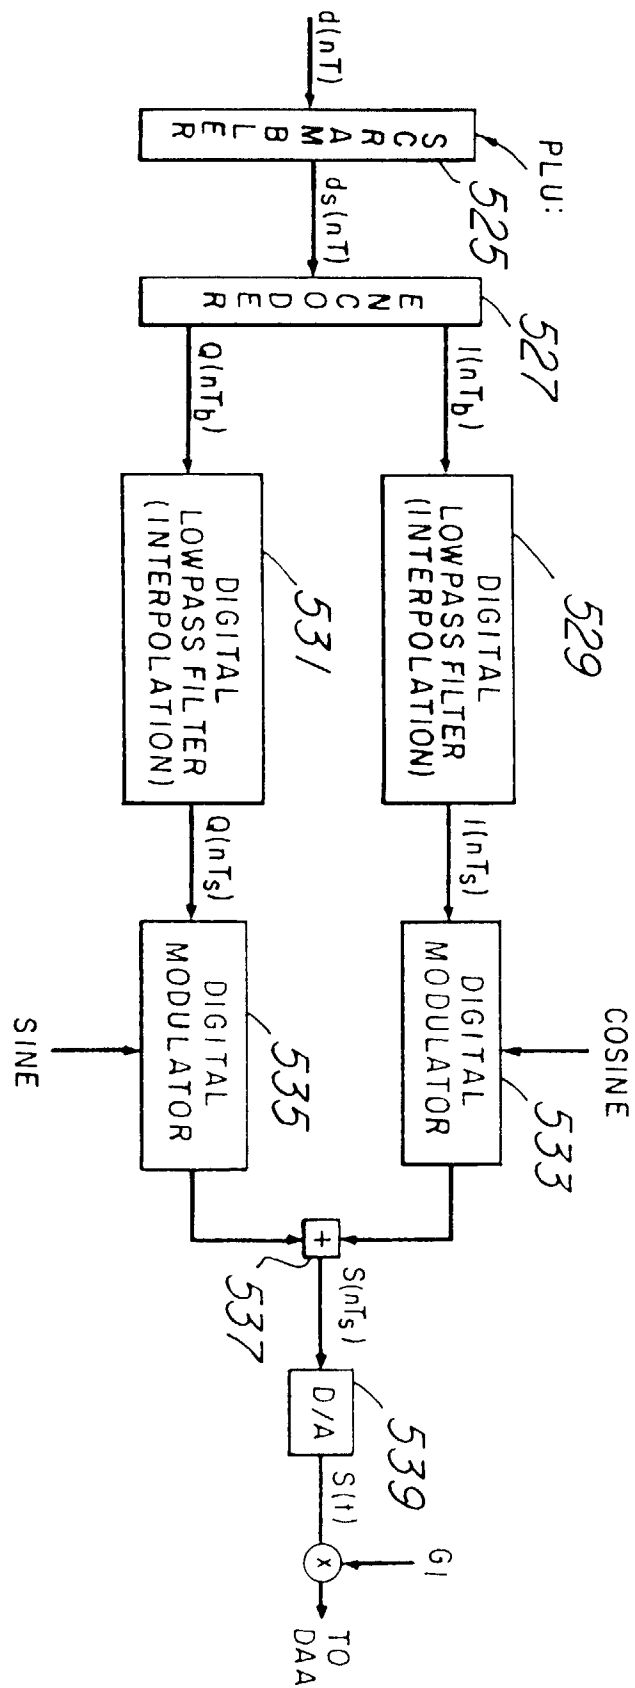 d(nT)
SCRAMBLER
PLU:
525
ds(nT)
ENCODER
527
I(nTb)
Q(nTb)
DIGITAL
LOWPASS FILTER
(INTERPOLATION)
529
DIGITAL
LOWPASS FILTER
(INTERPOLATION)
531
I(nTs)
Q(nTs)
COSINE
DIGITAL
MODULATOR
533
DIGITAL
MODULATOR
535
SINE
+
537
S(nTs)
D/A
539
S(t)
G1
x
TO
DAA